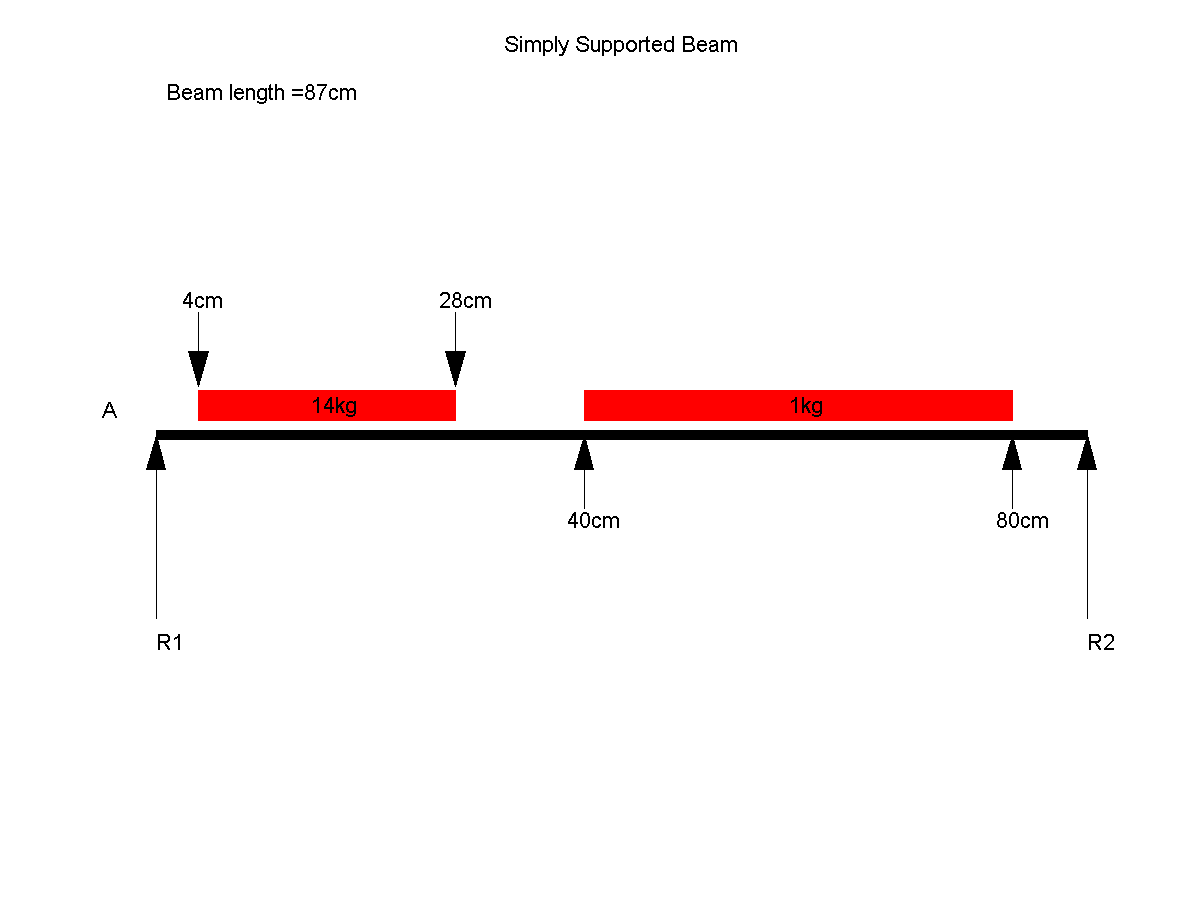 Simply Supported Beam
Beam length =87cm
4cm
28cm
A
14kg
1kg
40cm
80cm
R1
R2